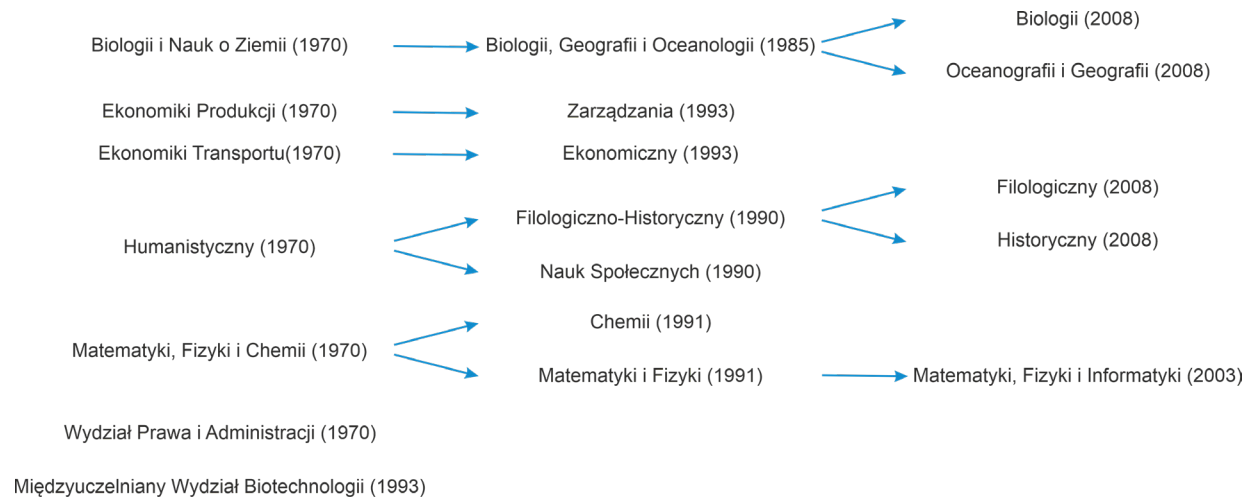 Biologii (2008)
Biologii i Nauk o Ziemii (1970)
Biologii, Geografii i Oceanologii (1985)
Oceanografii i Geografii (2008)
Ekonomiki Produkcji (1970)
Zarządzania (1993)
Ekonomiki Transportu(1970)
Ekonomiczny (1993)
Filologiczny (2008)
Filologiczno-Historyczny (1990)
Humanistyczny (1970)
Historyczny (2008)
Nauk Społecznych (1990)
Chemii (1991)
Matematyki, Fizyki i Chemii (1970)
Matematyki i Fizyki (1991)
Matematyki, Fizyki i Informatyki (2003)
Wydział Prawa i Administracji (1970)
Międzyuczelniany Wydział Biotechnologii (1993)